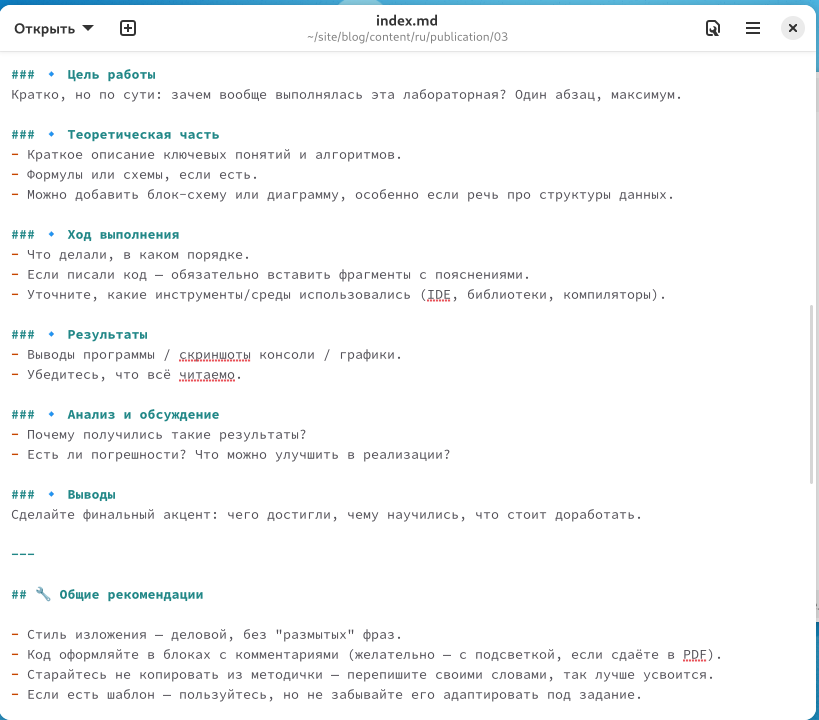 Открыть
index.md
~/site/blog/content/ru/publication/03
### 🔹 Цель работы
Кратко, но по сути: зачем вообще выполнялась эта лабораторная? Один абзац, максимум.
### 🔹 Теоретическая часть
- Краткое описание ключевых понятий и алгоритмов.
- Формулы или схемы, если есть.
- Можно добавить блок-схему или диаграмму, особенно если речь про структуры данных.
### 🔹 Ход выполнения
- Что делали, в каком порядке.
- Если писали код — обязательно вставить фрагменты с пояснениями.
- Уточните, какие инструменты/среды использовались (IDE, библиотеки, компиляторы).
### 🔹 Результаты
- Выводы программы / скриншоты консоли / графики.
- Убедитесь, что всё читаемо.
### 🔹 Анализ и обсуждение
- Почему получились такие результаты?
- Есть ли погрешности? Что можно улучшить в реализации?
### 🔹 Выводы
Сделайте финальный акцент: чего достигли, чему научились, что стоит доработать.
---
## 🔧 Общие рекомендации
- Стиль изложения — деловой, без "размытых" фраз.
- Код оформляйте в блоках с комментариями (желательно — с подсветкой, если сдаёте в PDF).
- Старайтесь не копировать из методички — перепишите своими словами, так лучше усвоится.
- Если есть шаблон — пользуйтесь, но не забывайте его адаптировать под задание.